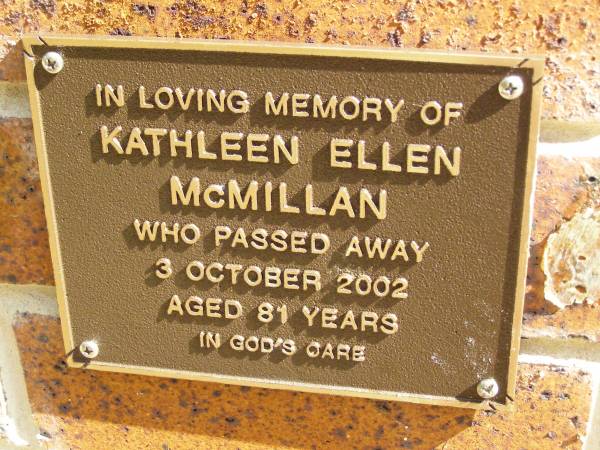 IN LOVING MEMORY OF
KATHLEEN ELLEN
McMILLAN
WHO PASSED AWAY
3 OCTOBER 2002
AGED 81 YEARS
IN GOD'S CARE